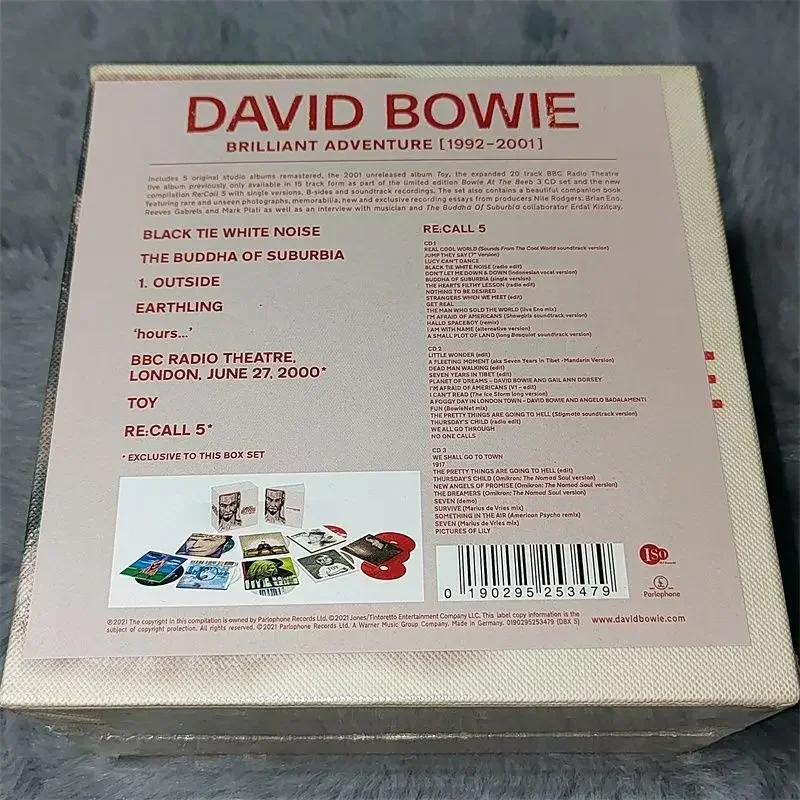 DAVID BOWIE
BRILLIANT ADVENTURE [1992–2001]
Includes 5 original studio albums remastered, the 2001 unreleased album Toy, the expanded 20 track BBC Radio Theatre
live album previously only available in 15 track form as part of the limited edition Bowie At The Beeb 3 CD set and the new
compilation Re:Call 5 with single versions, B-sides and soundtrack recordings. The set also contains a beautiful companion book
featuring rare and unseen photographs, memorabilia, new and exclusive recording essays from producers Nile Rodgers, Brian Eno,
Reeves Gabrels and Mark Plati as well as an interview with musician and The Buddha Of Suburbia collaborator Erdal Kizilçay.
BLACK TIE WHITE NOISE
THE BUDDHA OF SUBURBIA
1. OUTSIDE
EARTHLING
‘hours...’
BBC RADIO THEATRE,
LONDON, JUNE 27, 2000*
TOY
RE:CALL 5*
* EXCLUSIVE TO THIS BOX SET
RE:CALL 5
CD 1
REAL COOL WORLD (Sounds From The Cool World soundtrack version)
JUMP THEY SAY (7" Version)
LUCY CAN'T DANCE
BLACK TIE WHITE NOISE (radio edit)
DON'T LET ME DOWN & DOWN (Indonesian vocal version)
BUDDHA OF SUBURBIA (single version)
THE HEARTS FILTHY LESSON (radio edit)
NOTHING TO BE DESIRED
STRANGERS WHEN WE MEET (edit)
GET REAL
THE MAN WHO SOLD THE WORLD (live Eno mix)
I'M AFRAID OF AMERICANS (Showgirls soundtrack version)
HALLO SPACEBOY (remix)
I AM WITH NAME (alternative version)
A SMALL PLOT OF LAND (long Basquiat soundtrack version)
CD 2
LITTLE WONDER (edit)
A FLEETING MOMENT (aka Seven Years in Tibet - Mandarin Version)
DEAD MAN WALKING (edit)
SEVEN YEARS IN TIBET (edit)
PLANET OF DREAMS – DAVID BOWIE AND GAIL ANN DORSEY
I'M AFRAID OF AMERICANS (V1 – edit)
I CAN'T READ (The Ice Storm long version)
A FOGGY DAY IN LONDON TOWN – DAVID BOWIE AND ANGELO BADALAMENTI
FUN (BowieNet mix)
THE PRETTY THINGS ARE GOING TO HELL (Stigmata soundtrack version)
THURSDAY'S CHILD (radio edit)
WE ALL GO THROUGH
NO ONE CALLS
CD 3
WE SHALL GO TO TOWN
1917
THE PRETTY THINGS ARE GOING TO HELL (edit)
THURSDAY'S CHILD (Omikron: The Nomad Soul version)
NEW ANGELS OF PROMISE (Omikron: The Nomad Soul version)
THE DREAMERS (Omikron: The Nomad Soul version)
SEVEN (demo)
SURVIVE (Marius de Vries mix)
SOMETHING IN THE AIR (American Psycho remix)
SEVEN (Marius de Vries mix)
PICTURES OF LILY
TOY
0 190295 253479
ISO
Parlophone
℗2021 The copyright in this compilation is owned by Parlophone Records Ltd. ©2021 Jones/Tintoretto Entertainment Company LLC. This label copy information is the
subject of copyright protection. All rights reserved. ©2021 Parlophone Records Ltd. A Warner Music Group Company. Made in Germany. 0190295253479 (DBX 5)
www.davidbowie.com